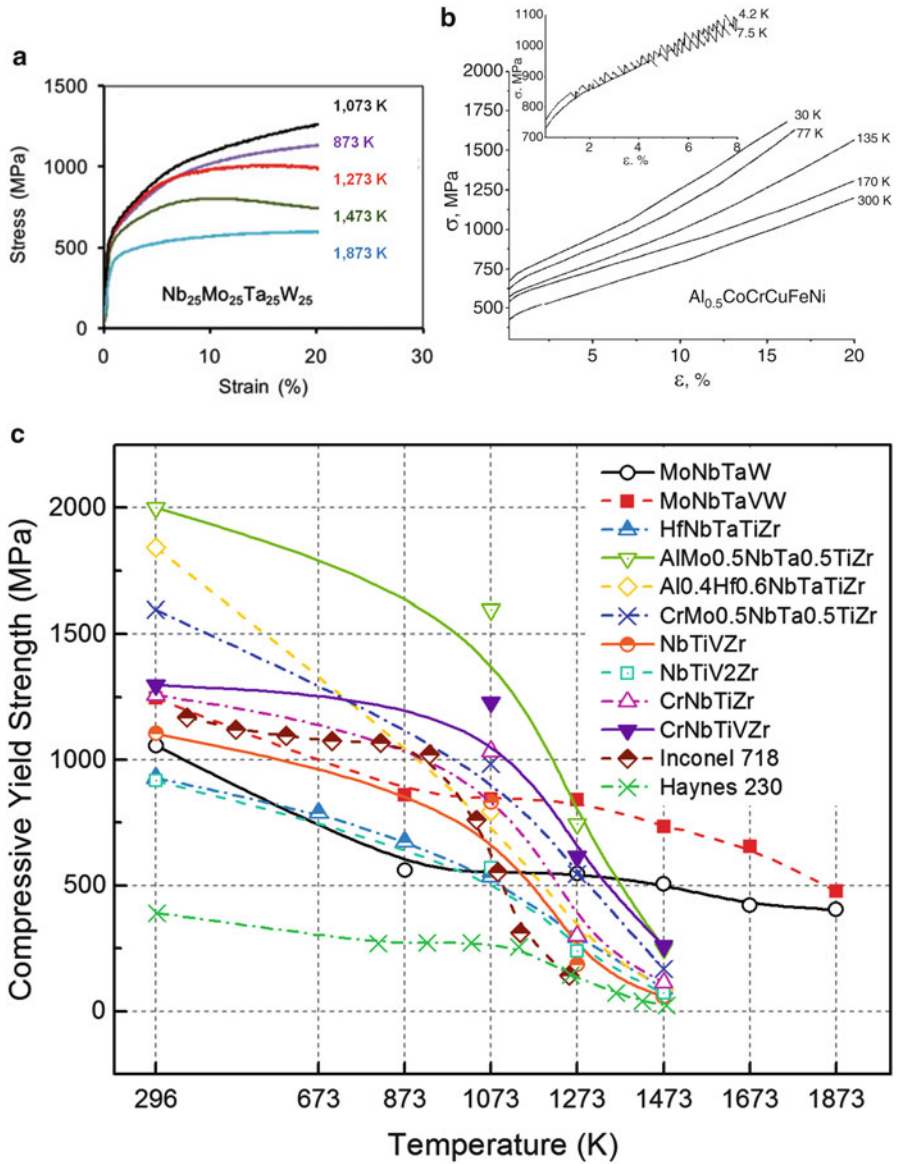 a
1500
1000
500
0
Stress (MPa)
1,073 K
873 K
1,273 K
1,473 K
1,873 K
Nb25Mo25Ta25W25
0 10 20 30
Strain (%)
b
2000
1750
1500
1250
1000
750
500
σ, MPa
1100
1000
900
800
700
σ. MPa
4.2 K
7.5 K
2 4 6 8
ε. %
30 K
77 K
135 K
170 K
300 K
Al0.5CoCrCuFeNi
5 10 15 20
ε, %
c
2000
1500
1000
500
0
Compressive Yield Strength (MPa)
MoNbTaW
MoNbTaVW
HfNbTaTiZr
AlMo0.5NbTa0.5TiZr
Al0.4Hf0.6NbTaTiZr
CrMo0.5NbTa0.5TiZr
NbTiVZr
NbTiV2Zr
CrNbTiZr
CrNbTiVZr
Inconel 718
Haynes 230
296 673 873 1073 1273 1473 1673 1873
Temperature (K)